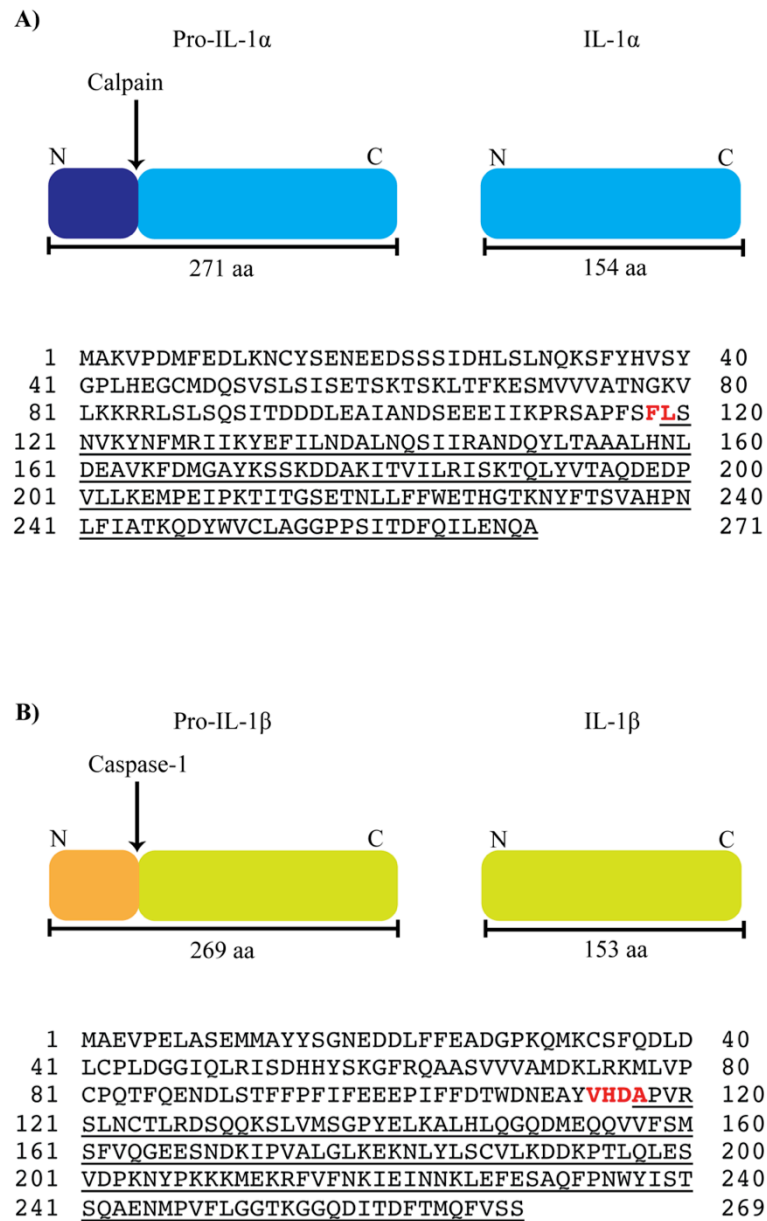 A)
Pro-IL-1α IL-1α
Calpain
N C N C
271 aa 154 aa
1 MAKVPDMFEDLKNCYSENEEDSSSIDHLSLNQKSFYHVSY 40
41 GPLHEGCMDQSVSLSISETSKTSKLTFKESMVVVATNGKV 80
81 LKKRRLSLSQSITDDDLEAIANDSEEEIIKPRSAPFSFLS 120
121 NVKYNFMRIIKYEFILNDALNQSIIRANDQYLTAAALHNL 160
161 DEAVKFDMGAYKSSKDDAKITVILRISKTQLYVTAQDEDP 200
201 VLLKEMPEIPKTITGSETNLLFFWETHGTKNYFTSVAHPN 240
241 LFIATKQDYWVCLAGGPPSITDFQILENQA 271
B)
Pro-IL-1β IL-1β
Caspase-1
N C N C
269 aa 153 aa
1 MAEVPELASEMMAYYSGNEDDLFFEADGPKQMKCSFQDLD 40
41 LCPLDGGIQLRISDHHYSKGFRQAASVVVAMDKLRKMLVP 80
81 CPQTFQENDLSTFFPFIFEEEPIFFDTWDNEAYVHDAPVR 120
121 SLNCTLRDSQQKSLVMSGPYELKALHLQGQDMEQQVVFSM 160
161 SFVQGEESNDKIPVALGLKEKNLYLSCVLKDDKPTLQLES 200
201 VDPKNYPKKKMEKRFVFNKIEINNKLEFESAQFPNWYIST 240
241 SQAENMPVFLGGTKGGQDITDFTMQFVSS 269